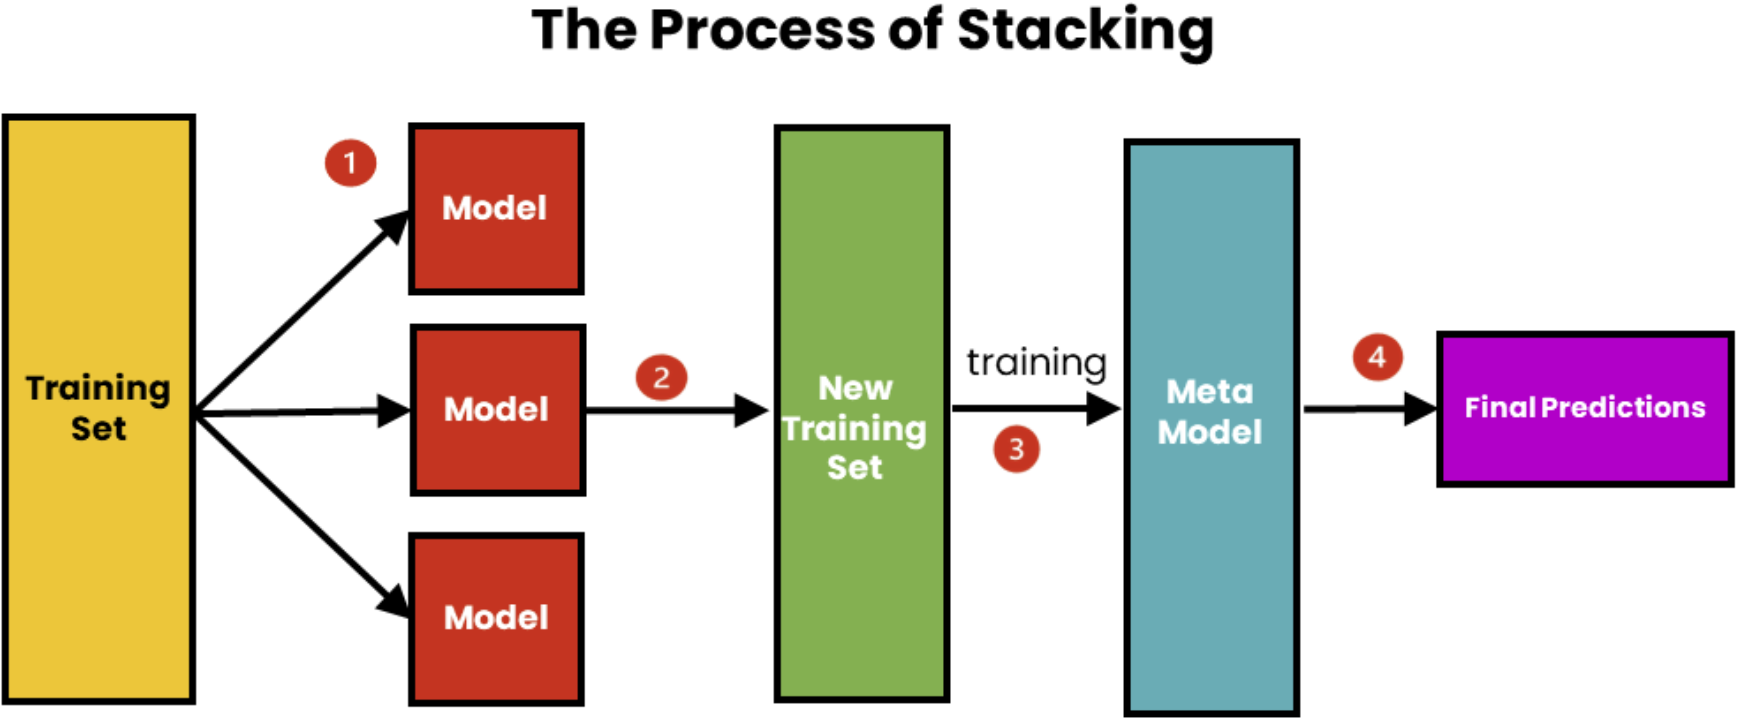 The Process of Stacking
1
Model
Training
Set
Model
2
Model
New
Training
Set
training
3
Meta
Model
4
Final Predictions